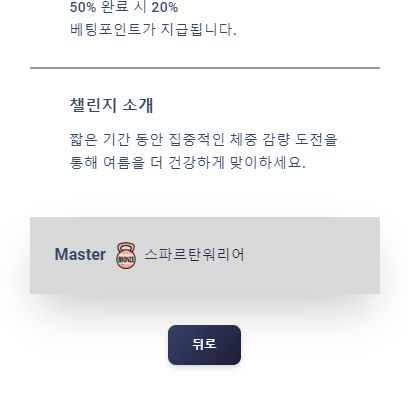 50% 완료 시 20%
베팅포인트가 지급됩니다.
챌린지 소개
짧은 기간 동안 집중적인 체중 감량 도전을
통해 여름을 더 건강하게 맞이하세요.
Master BRONZE 스파르탄워리어
뒤로